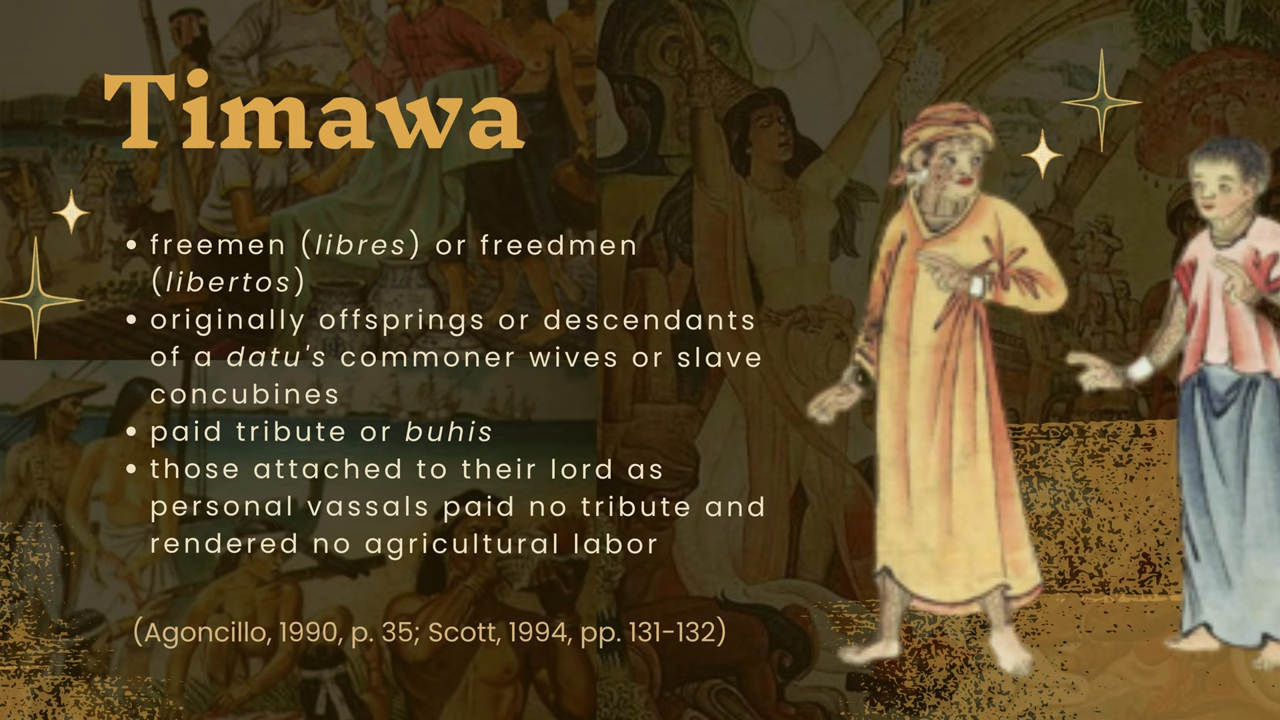 Timawa
• freemen (libres) or freedmen
(libertos)
• originally offsprings or descendants
of a datu's commoner wives or slave
concubines
• paid tribute or buhis
• those attached to their lord as
personal vassals paid no tribute and
rendered no agricultural labor
(Agoncillo, 1990, p. 35; Scott, 1994, pp. 131-132)